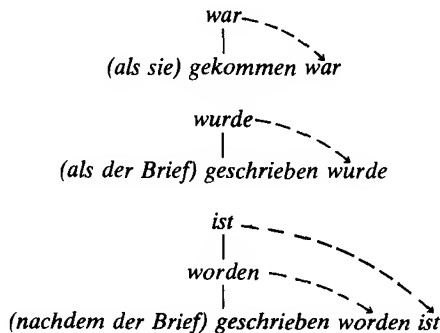 war
(als sie) gekommen war
wurde
(als der Brief) geschrieben wurde
ist
worden
(nachdem der Brief) geschrieben worden ist